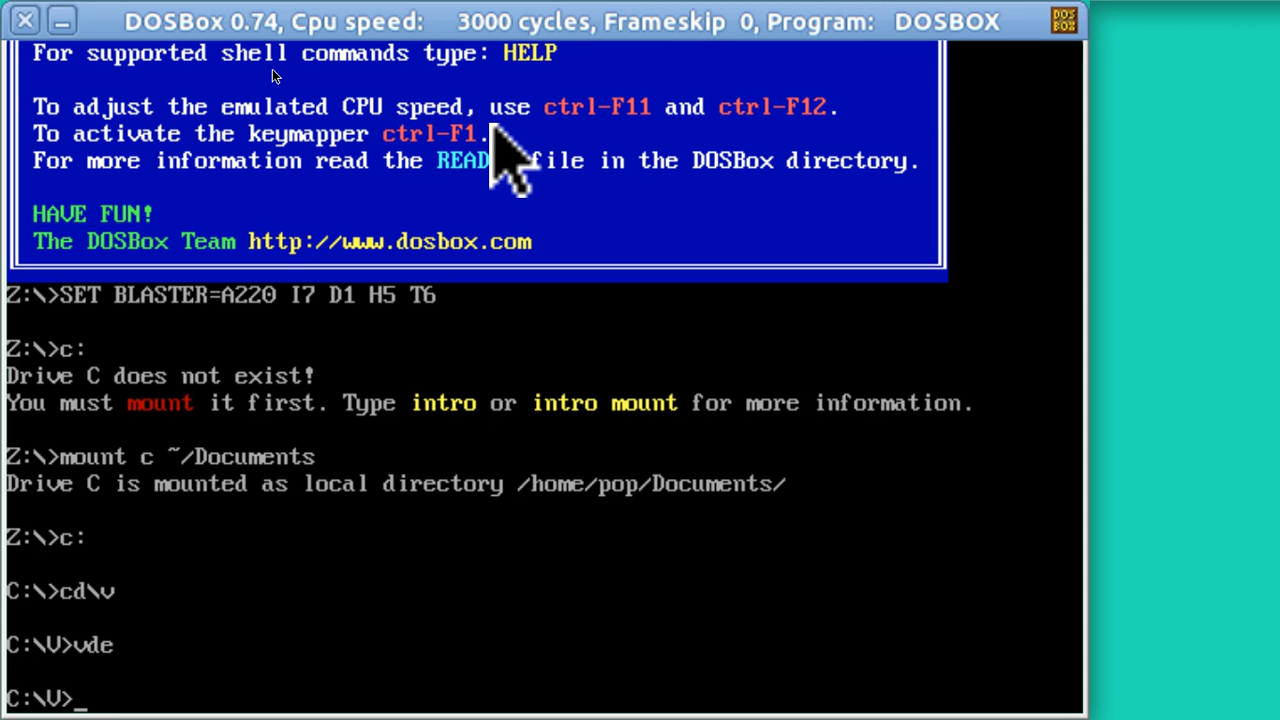 DOSBox 0.74, Cpu speed: 3000 cycles, Frameskip 0, Program: DOSBOX
DOS
BOX
For supported shell commands type: HELP
To adjust the emulated CPU speed, use ctrl-F11 and ctrl-F12.
To activate the keymapper ctrl-F1.
For more information read the READ file in the DOSBox directory.
HAVE FUN!
The DOSBox Team http://www.dosbox.com
Z:\>SET BLASTER=A220 I7 D1 H5 T6
Z:\>c:
Drive C does not exist!
You must mount it first. Type intro or intro mount for more information.
Z:\>mount c ~/Documents
Drive C is mounted as local directory /home/pop/Documents/
Z:\>c:
C:\>cd\v
C:\V>vde
C:\V>_